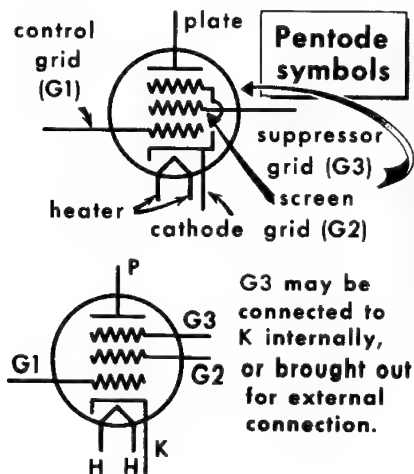 plate
control
grid
(G1)
Pentode
symbols
suppressor
grid (G3)
screen
grid (G2)
heater
cathode
P
G3
G2
G1
K
H H
G3 may be
connected to
K internally,
or brought out
for external
connection.